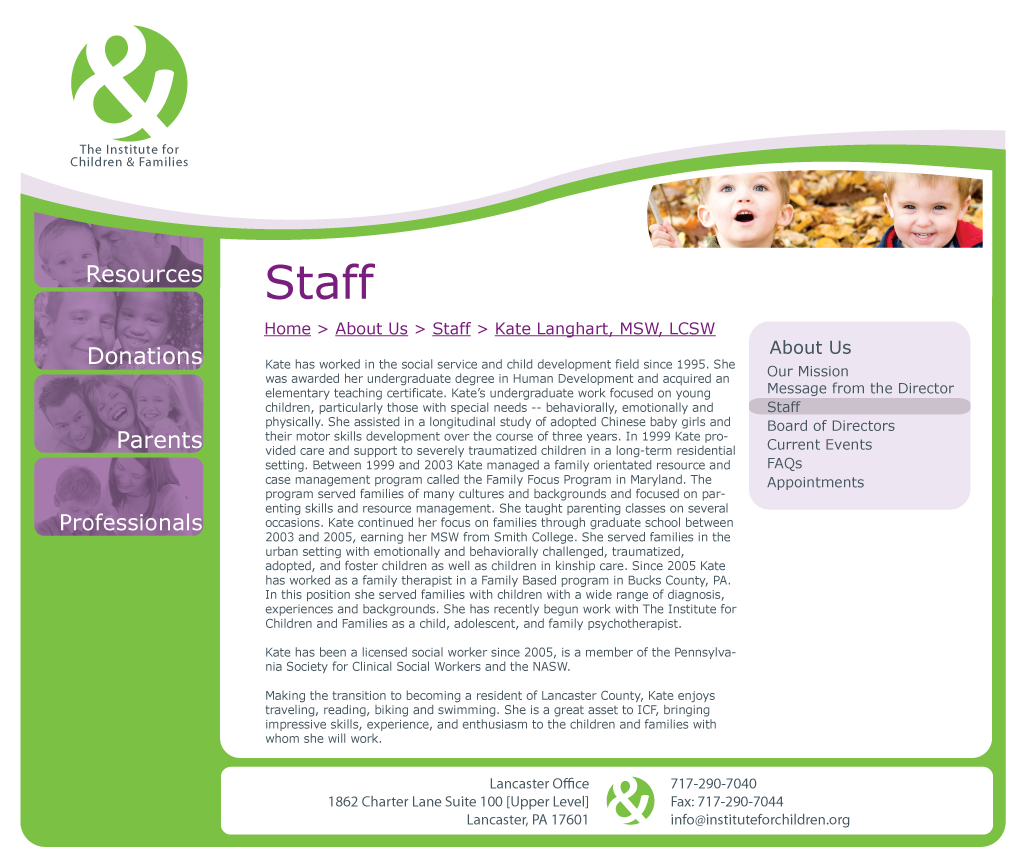 The Institute for
Children & Families
Resources
Donations
Parents
Professionals
Staff
Home > About Us > Staff > Kate Langhart, MSW, LCSW
Kate has worked in the social service and child development field since 1995. She
was awarded her undergraduate degree in Human Development and acquired an
elementary teaching certificate. Kate’s undergraduate work focused on young
children, particularly those with special needs -- behaviorally, emotionally and
physically. She assisted in a longitudinal study of adopted Chinese baby girls and
their motor skills development over the course of three years. In 1999 Kate pro-
vided care and support to severely traumatized children in a long-term residential
setting. Between 1999 and 2003 Kate managed a family orientated resource and
case management program called the Family Focus Program in Maryland. The
program served families of many cultures and backgrounds and focused on par-
enting skills and resource management. She taught parenting classes on several
occasions. Kate continued her focus on families through graduate school between
2003 and 2005, earning her MSW from Smith College. She served families in the
urban setting with emotionally and behaviorally challenged, traumatized,
adopted, and foster children as well as children in kinship care. Since 2005 Kate
has worked as a family therapist in a Family Based program in Bucks County, PA.
In this position she served families with children with a wide range of diagnosis,
experiences and backgrounds. She has recently begun work with The Institute for
Children and Families as a child, adolescent, and family psychotherapist.
Kate has been a licensed social worker since 2005, is a member of the Pennsylva-
nia Society for Clinical Social Workers and the NASW.
Making the transition to becoming a resident of Lancaster County, Kate enjoys
traveling, reading, biking and swimming. She is a great asset to ICF, bringing
impressive skills, experience, and enthusiasm to the children and families with
whom she will work.
About Us
Our Mission
Message from the Director
Staff
Board of Directors
Current Events
FAQs
Appointments
Lancaster Office
1862 Charter Lane Suite 100 [Upper Level]
Lancaster, PA 17601
&
717-290-7040
Fax: 717-290-7044
info@instituteforchildren.org